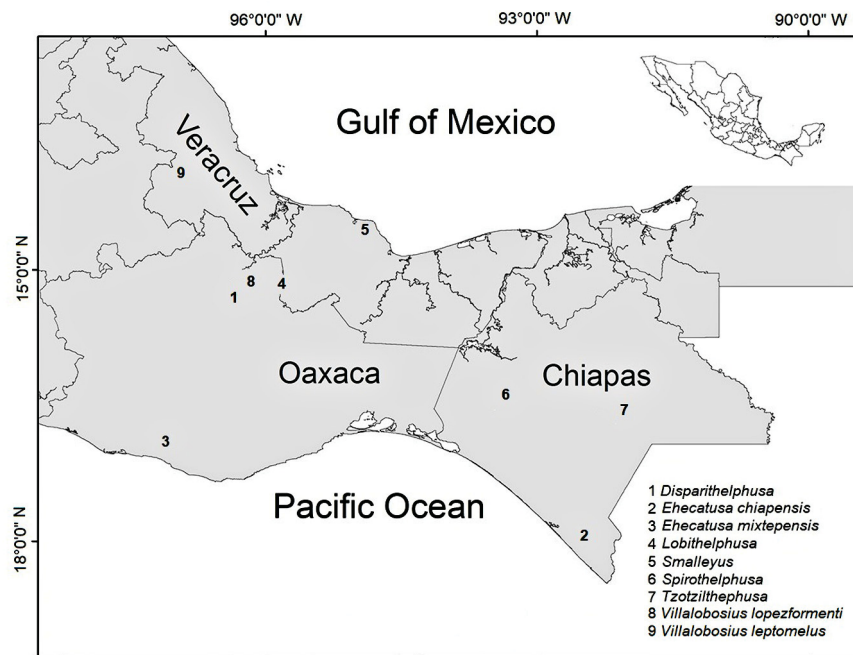 96°0'0" W
93°0'0" W
90°0'0" W
Gulf of Mexico
Veracruz
9
5
15°0'0" N
8
4
1
Oaxaca
Chiapas
6
7
3
Pacific Ocean
2
18°0'0" N
1 Disparithelphusa
2 Ehecatusa chiapensis
3 Ehecatusa mixtepensis
4 Lobithelphusa
5 Smalleyus
6 Spirothelphusa
7 Tzotzilthephusa
8 Villalobosius lopezformenti
9 Villalobosius leptomelus